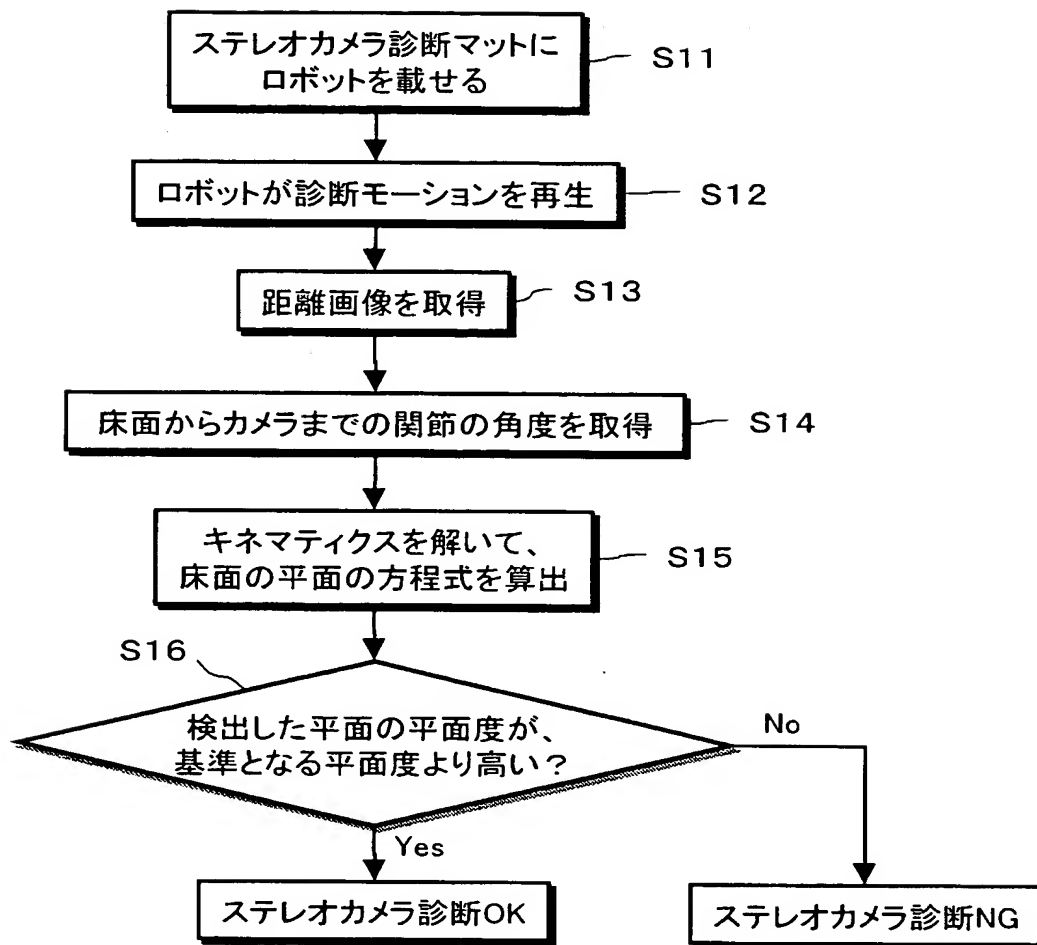 ステレオカメラ診断マットに
ロボットを載せる
S11
ロボットが診断モーションを再生
S12
距離画像を取得
S13
床面からカメラまでの関節の角度を取得
S14
キネマティクスを解いて、
床面の平面の方程式を算出
S15
S16
検出した平面の平面度が、
基準となる平面度より高い？
No
Yes
ステレオカメラ診断OK
ステレオカメラ診断NG